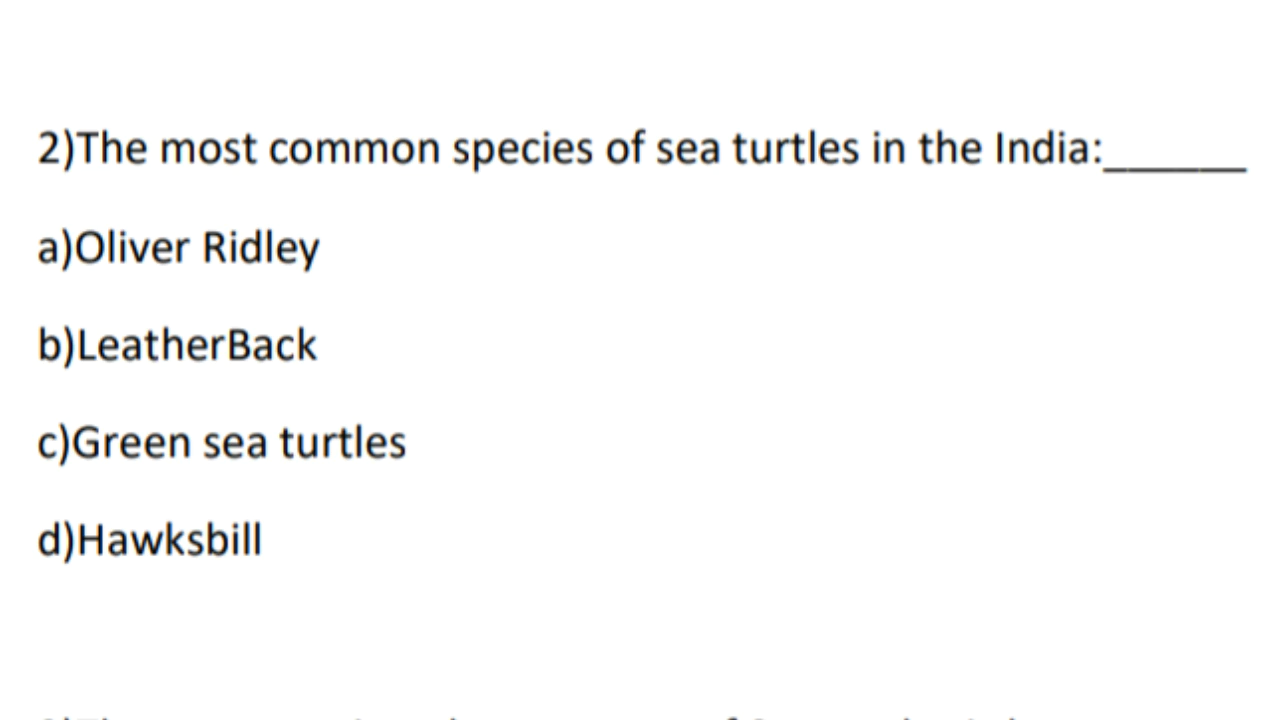 2)The most common species of sea turtles in the India:______
a)Oliver Ridley
b)LeatherBack
c)Green sea turtles
d)Hawksbill